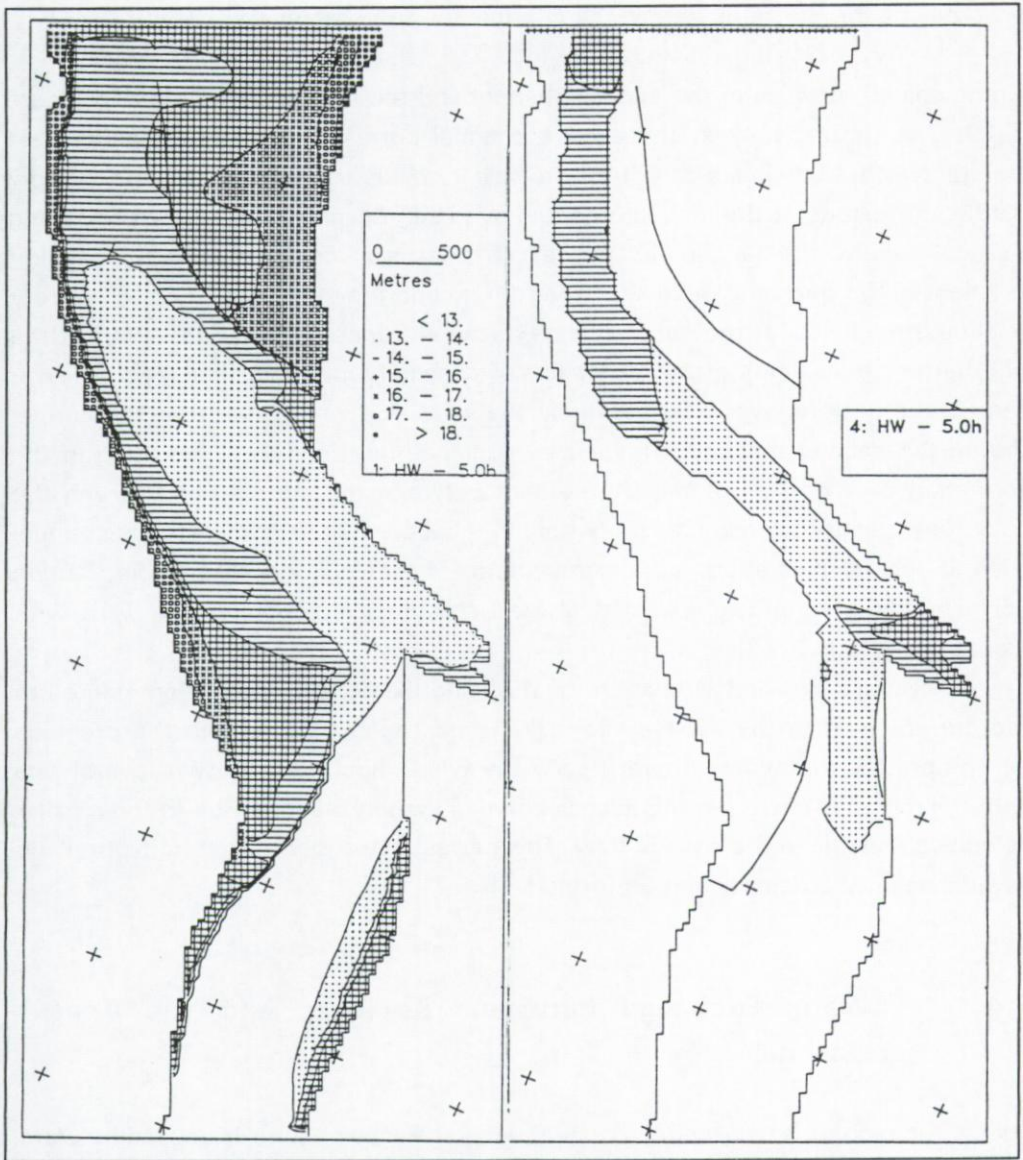 0 500
Metres
< 13.
13. – 14.
14. – 15.
15. – 16.
16. – 17.
17. – 18.
> 18.
1: HW – 5.0h
4: HW – 5.0h